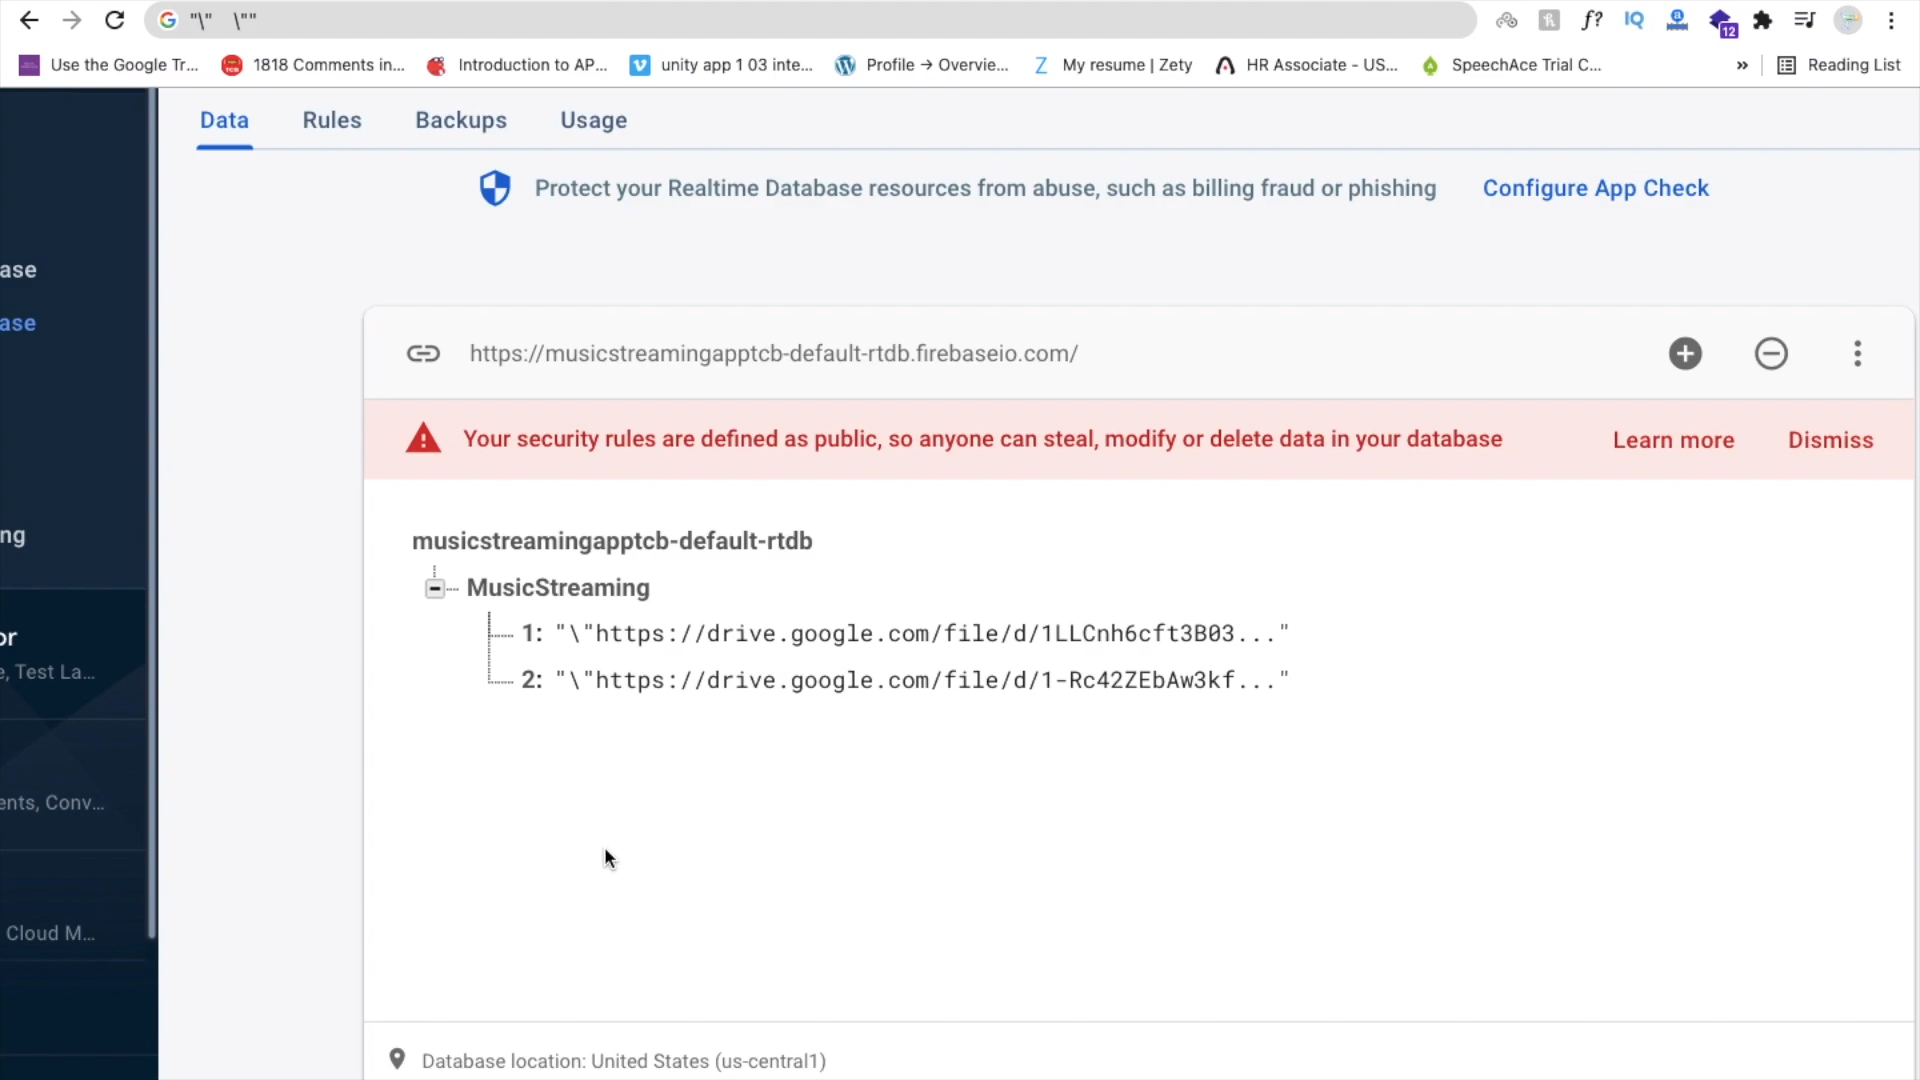 "\"   \""
12
Use the Google Tr...
1818 Comments in...
Introduction to AP...
unity app 1 03 inte...
Profile → Overvie...
My resume | Zety
HR Associate - US...
SpeechAce Trial C...
»
Reading List
Data
Rules
Backups
Usage
Protect your Realtime Database resources from abuse, such as billing fraud or phishing
Configure App Check
ase
ase
ng
or
e, Test La...
ents, Conv...
Cloud M...
https://musicstreamingapptcb-default-rtdb.firebaseio.com/
Your security rules are defined as public, so anyone can steal, modify or delete data in your database
Learn more
Dismiss
musicstreamingapptcb-default-rtdb
MusicStreaming
1: "\"https://drive.google.com/file/d/1LLCnh6cft3B03..."
2: "\"https://drive.google.com/file/d/1-Rc42ZEbAw3kf..."
Database location: United States (us-central1)